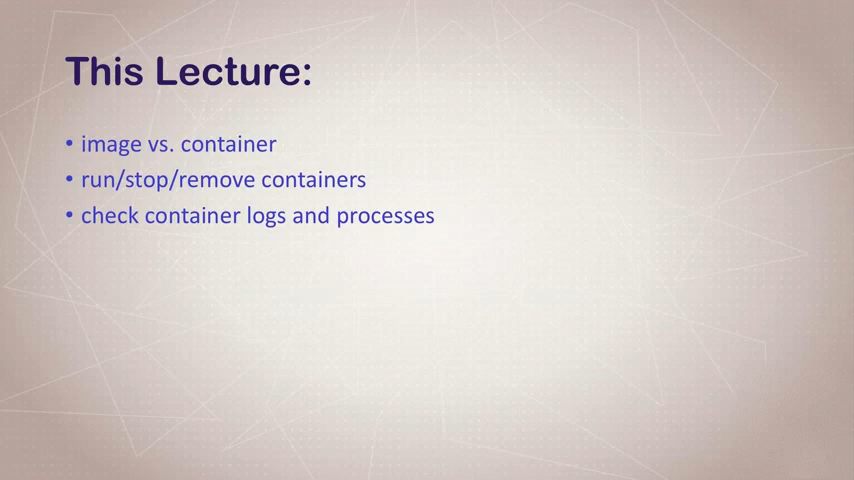 This Lecture:
• image vs. container
• run/stop/remove containers
• check container logs and processes